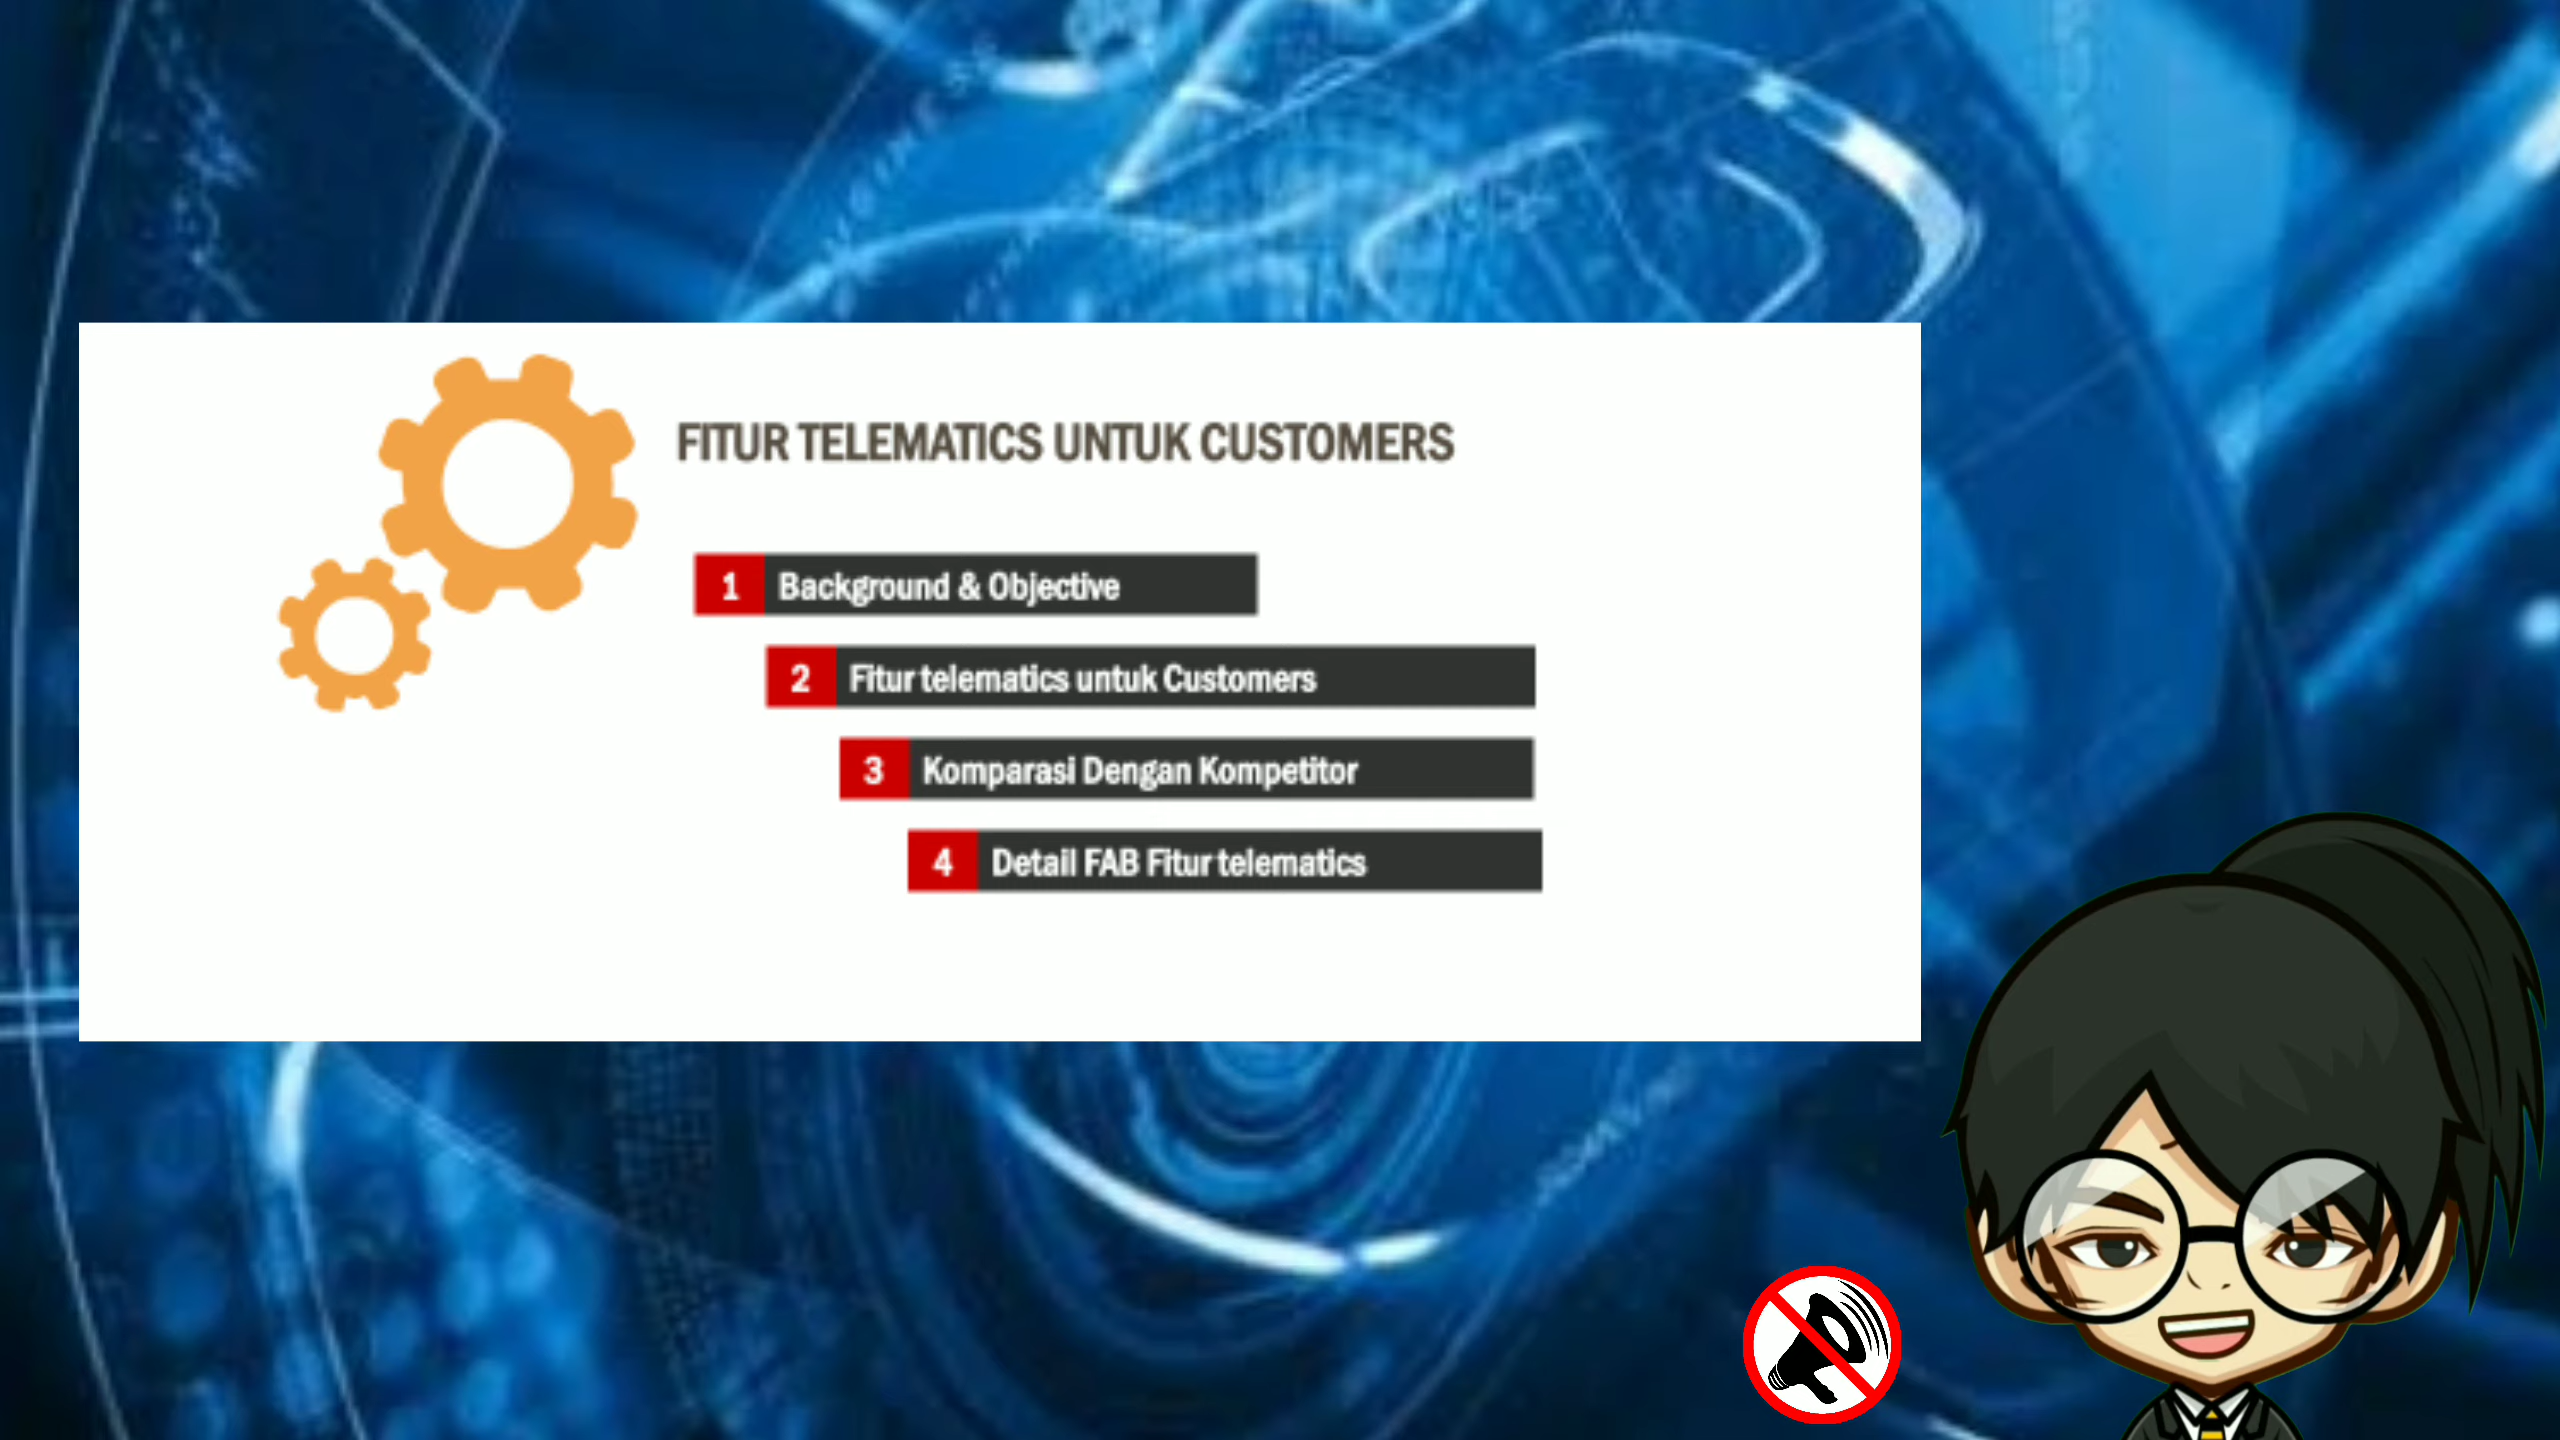 FITUR TELEMATICS UNTUK CUSTOMERS
1 Background & Objective
2 Fitur telematics untuk Customers
3 Komparasi Dengan Kompetitor
4 Detail FAB Fitur telematics